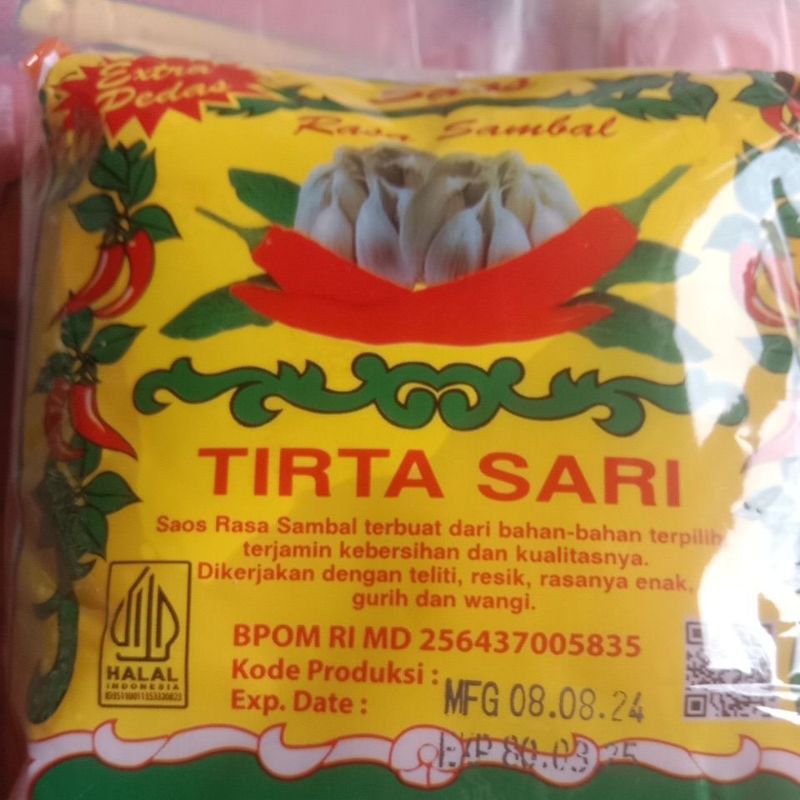 Extra
Pedas
Saos
Rasa Sambal
TIRTA SARI
Saos Rasa Sambal terbuat dari bahan-bahan terpilih
terjamin kebersihan dan kualitasnya.
Dikerjakan dengan teliti, resik, rasanya enak,
gurih dan wangi.
HALAL
INDONESIA
BPOM RI MD 256437005835
Kode Produksi :
Exp. Date :
MFG 08.08.24
EXP